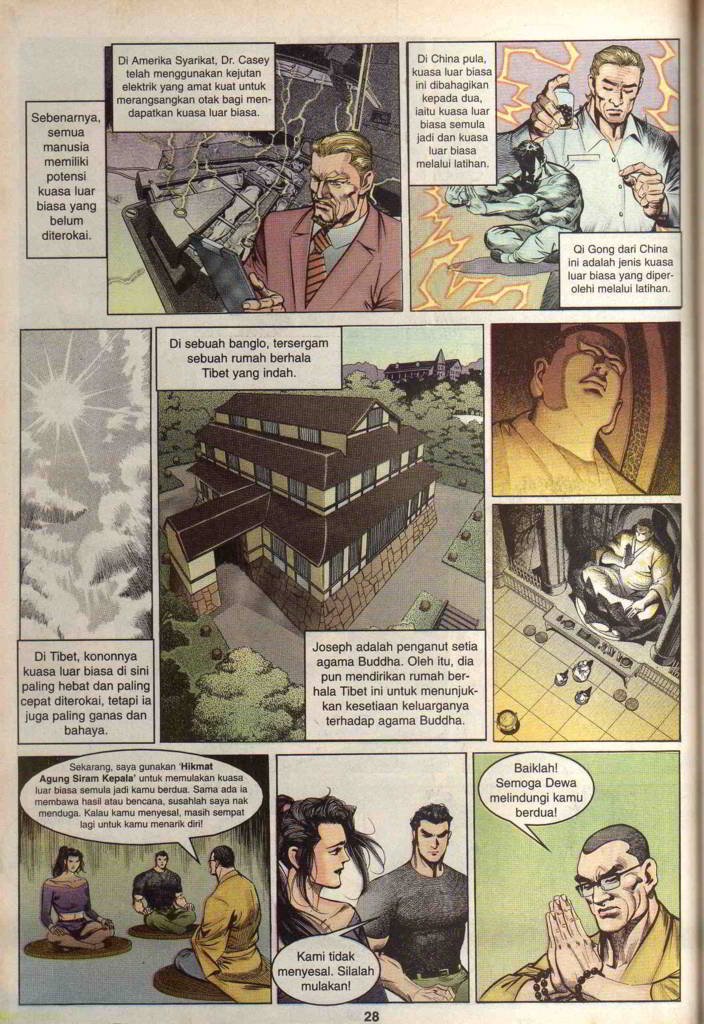 Sebenarnya,
semua
manusia
memiliki
potensi
kuasa luar
biasa yang
belum
diterokai.
Di Amerika Syarikat, Dr. Casey
telah menggunakan kejutan
elektrik yang amat kuat untuk
merangsangkan otak bagi men-
dapatkan kuasa luar biasa.
Di China pula,
kuasa luar biasa
ini dibahagikan
kepada dua,
iaitu kuasa luar
biasa semula
jadi dan kuasa
luar biasa
melalui latihan.
Qi Gong dari China
ini adalah jenis kuasa
luar biasa yang diper-
olehi melalui latihan.
Di Tibet, kononnya
kuasa luar biasa di sini
paling hebat dan paling
cepat diterokai, tetapi ia
juga paling ganas dan
bahaya.
Di sebuah banglo, tersergam
sebuah rumah berhala
Tibet yang indah.
Joseph adalah penganut setia
agama Buddha. Oleh itu, dia
pun mendirikan rumah ber-
hala Tibet ini untuk menunjuk-
kan kesetiaan keluarganya
terhadap agama Buddha.
Sekarang, saya gunakan 'Hikmat
Agung Siram Kepala' untuk memulakan kuasa
luar biasa semula jadi kamu berdua. Sama ada ia
membawa hasil atau bencana, susahlah saya nak
menduga. Kalau kamu menyesal, masih sempat
lagi untuk kamu menarik diri!
Kami tidak
menyesal. Silalah
mulakan!
Baiklah!
Semoga Dewa
melindungi kamu
berdua!
28